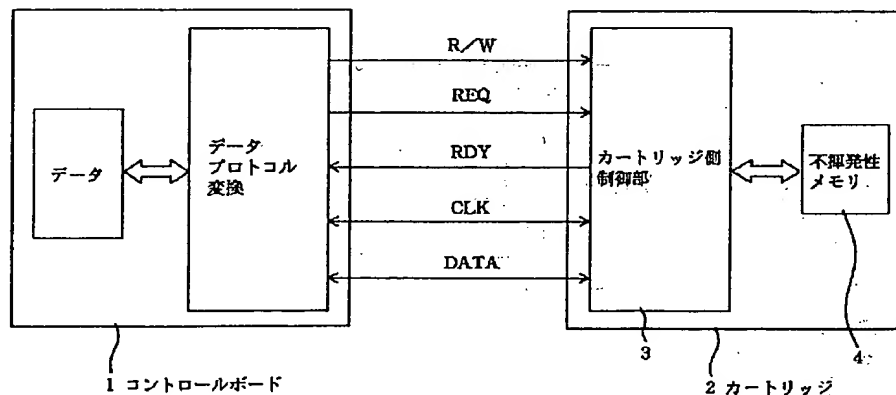 データ
データ
プロトコル
変換
R/W
REQ
RDY
CLK
DATA
カートリッジ側
制御部
不揮発性
メモリ
3
4
1 コントロールボード
2 カートリッジ